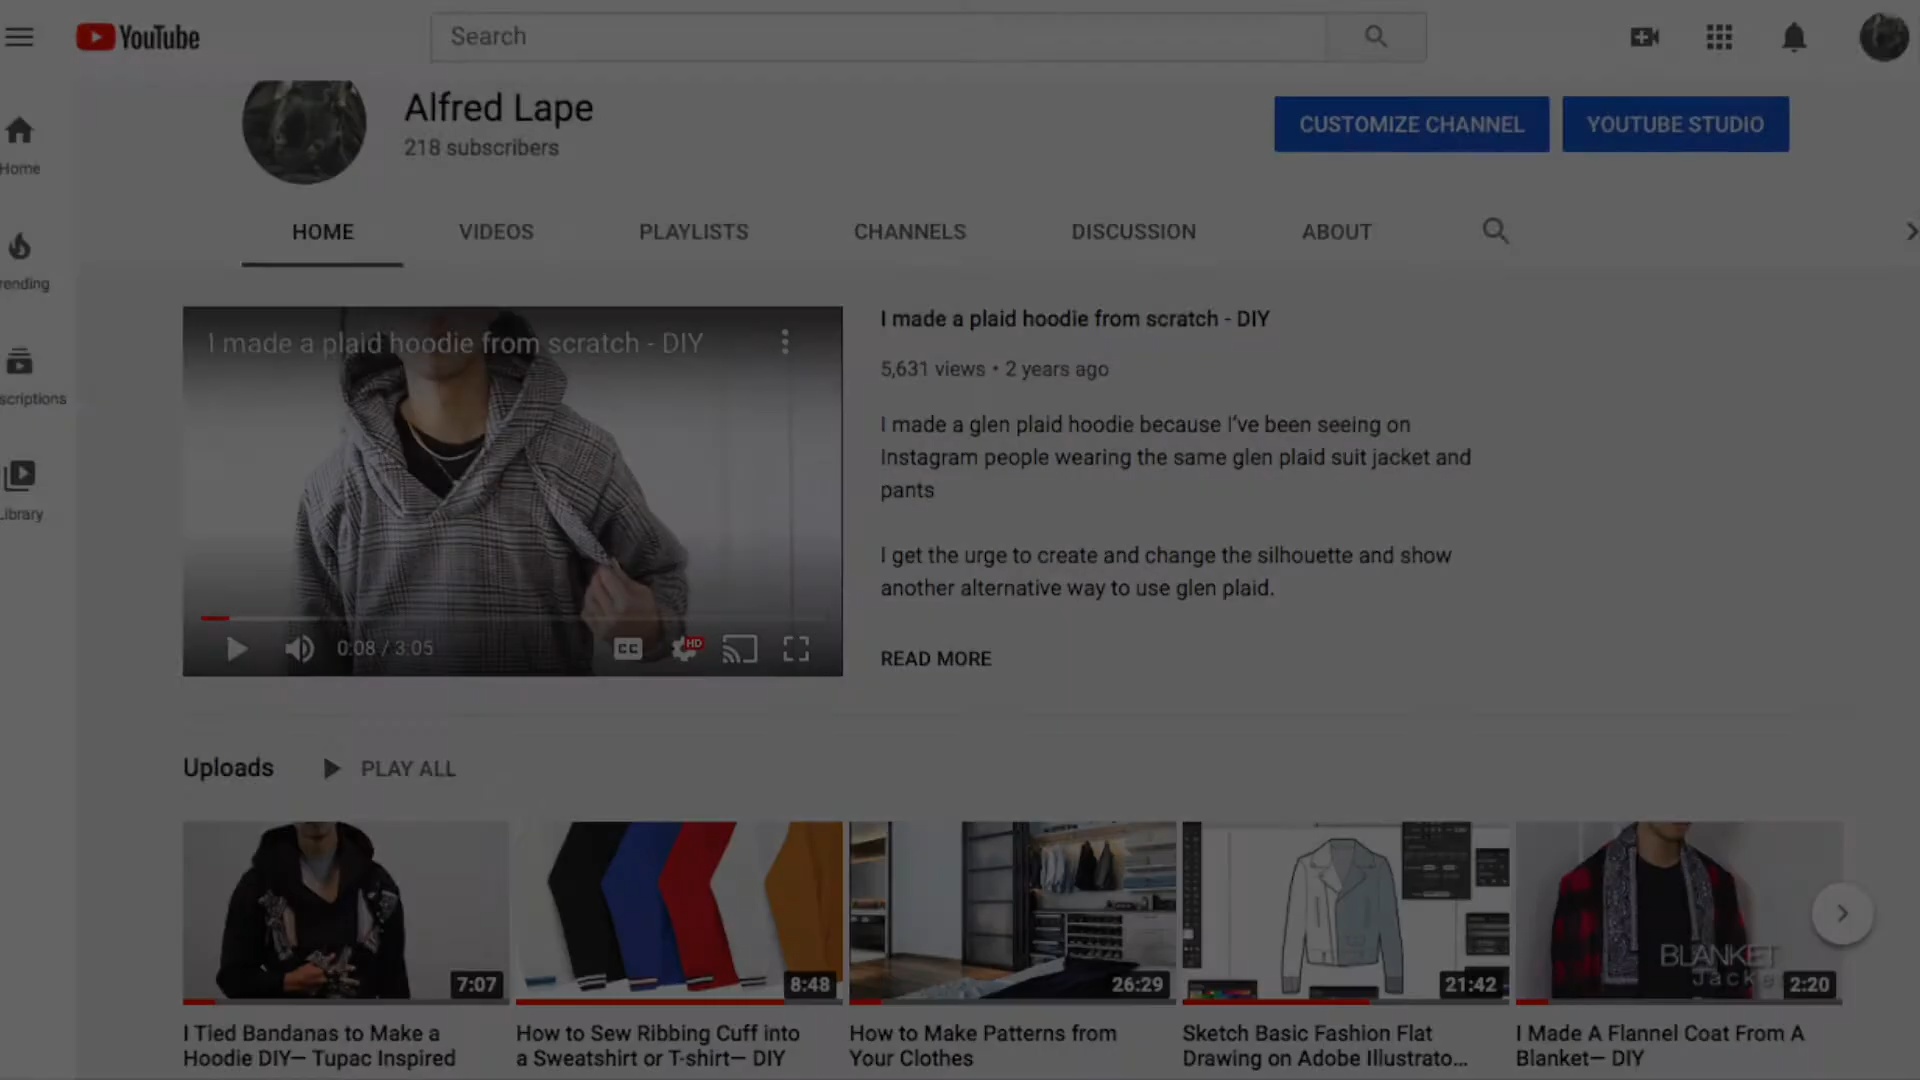 YouTube
Search
Alfred Lape
218 subscribers
CUSTOMIZE CHANNEL
YOUTUBE STUDIO
Home
rending
scriptions
Library
HOME
VIDEOS
PLAYLISTS
CHANNELS
DISCUSSION
ABOUT
I made a plaid hoodie from scratch - DIY
0:08 / 3:05
CC
HD
I made a plaid hoodie from scratch - DIY
5,631 views • 2 years ago
I made a glen plaid hoodie because I've been seeing on
Instagram people wearing the same glen plaid suit jacket and
pants
I get the urge to create and change the silhouette and show
another alternative way to use glen plaid.
READ MORE
Uploads
PLAY ALL
7:07
I Tied Bandanas to Make a
Hoodie DIY— Tupac Inspired
8:48
How to Sew Ribbing Cuff into
a Sweatshirt or T-shirt— DIY
26:29
How to Make Patterns from
Your Clothes
21:42
Sketch Basic Fashion Flat
Drawing on Adobe Illustrato...
BLANKET
Jacke
2:20
I Made A Flannel Coat From A
Blanket— DIY